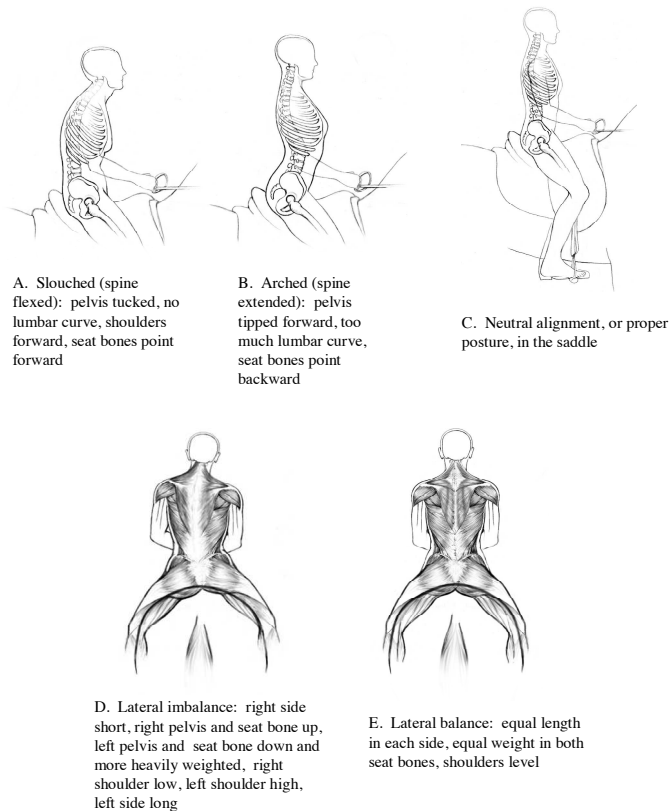 A. Slouched (spine
flexed): pelvis tucked, no
lumbar curve, shoulders
forward, seat bones point
forward
B. Arched (spine
extended): pelvis
tipped forward, too
much lumbar curve,
seat bones point
backward
C. Neutral alignment, or proper
posture, in the saddle
D. Lateral imbalance: right side
short, right pelvis and seat bone up,
left pelvis and seat bone down and
more heavily weighted, right
shoulder low, left shoulder high,
left side long
E. Lateral balance: equal length
in each side, equal weight in both
seat bones, shoulders level